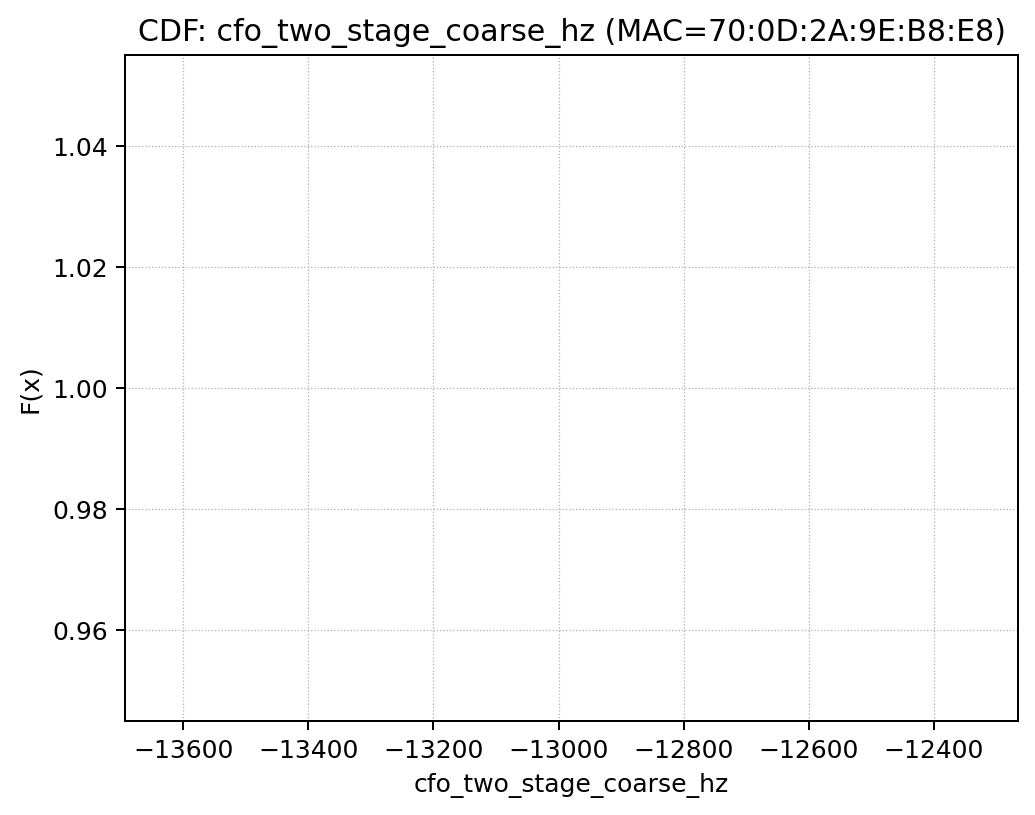 CDF: cfo_two_stage_coarse_hz (MAC=70:0D:2A:9E:B8:E8)
1.04
1.02
1.00
0.98
0.96
F(x)
−13600 −13400 −13200 −13000 −12800 −12600 −12400
cfo_two_stage_coarse_hz